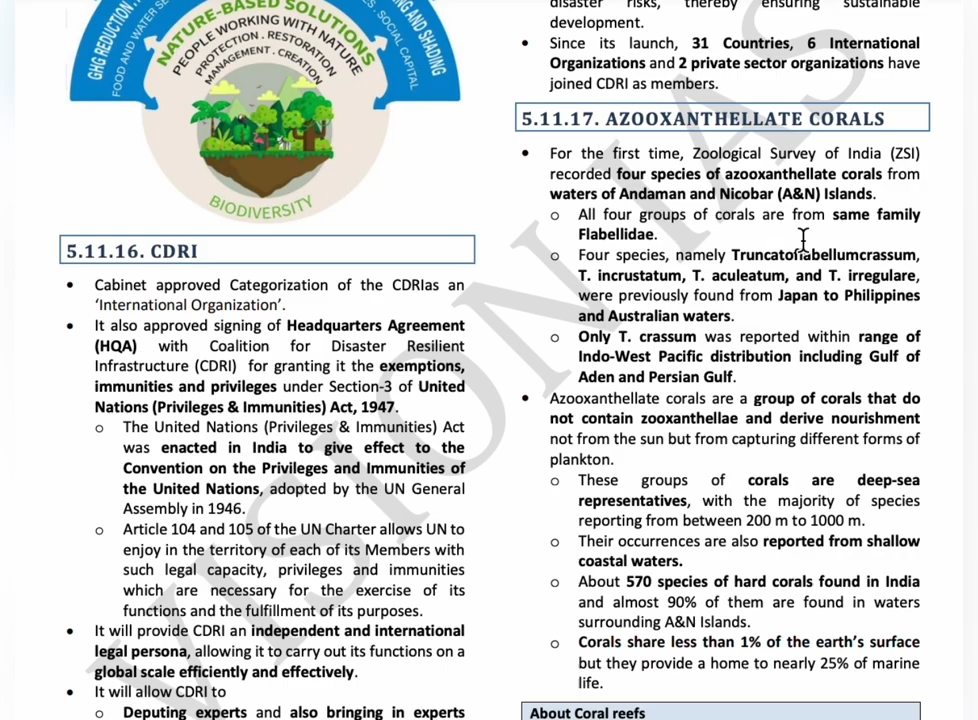 NATURE-BASED SOLUTIONS
PEOPLE WORKING WITH NATURE
PROTECTION . RESTORATION
MANAGEMENT . CREATION
GHG REDUCTION
FOOD AND WATER
SOCIAL CAPITAL
AND SHADING
BIODIVERSITY
5.11.16. CDRI
• Cabinet approved Categorization of the CDRIas an
‘International Organization’.
• It also approved signing of Headquarters Agreement
(HQA) with Coalition for Disaster Resilient
Infrastructure (CDRI) for granting it the exemptions,
immunities and privileges under Section-3 of United
Nations (Privileges & Immunities) Act, 1947.
o The United Nations (Privileges & Immunities) Act
was enacted in India to give effect to the
Convention on the Privileges and Immunities of
the United Nations, adopted by the UN General
Assembly in 1946.
o Article 104 and 105 of the UN Charter allows UN to
enjoy in the territory of each of its Members with
such legal capacity, privileges and immunities
which are necessary for the exercise of its
functions and the fulfillment of its purposes.
• It will provide CDRI an independent and international
legal persona, allowing it to carry out its functions on a
global scale efficiently and effectively.
• It will allow CDRI to
o Deputing experts and also bringing in experts
disaster risks, thereby ensuring sustainable
development.
• Since its launch, 31 Countries, 6 International
Organizations and 2 private sector organizations have
joined CDRI as members.
5.11.17. AZOOXANTHELLATE CORALS
• For the first time, Zoological Survey of India (ZSI)
recorded four species of azooxanthellate corals from
waters of Andaman and Nicobar (A&N) Islands.
o All four groups of corals are from same family
Flabellidae.
o Four species, namely Truncatoflabellumcrassum,
T. incrustatum, T. aculeatum, and T. irregulare,
were previously found from Japan to Philippines
and Australian waters.
o Only T. crassum was reported within range of
Indo-West Pacific distribution including Gulf of
Aden and Persian Gulf.
• Azooxanthellate corals are a group of corals that do
not contain zooxanthellae and derive nourishment
not from the sun but from capturing different forms of
plankton.
o These groups of corals are deep-sea
representatives, with the majority of species
reporting from between 200 m to 1000 m.
o Their occurrences are also reported from shallow
coastal waters.
o About 570 species of hard corals found in India
and almost 90% of them are found in waters
surrounding A&N Islands.
o Corals share less than 1% of the earth’s surface
but they provide a home to nearly 25% of marine
life.
About Coral reefs
VISION IAS